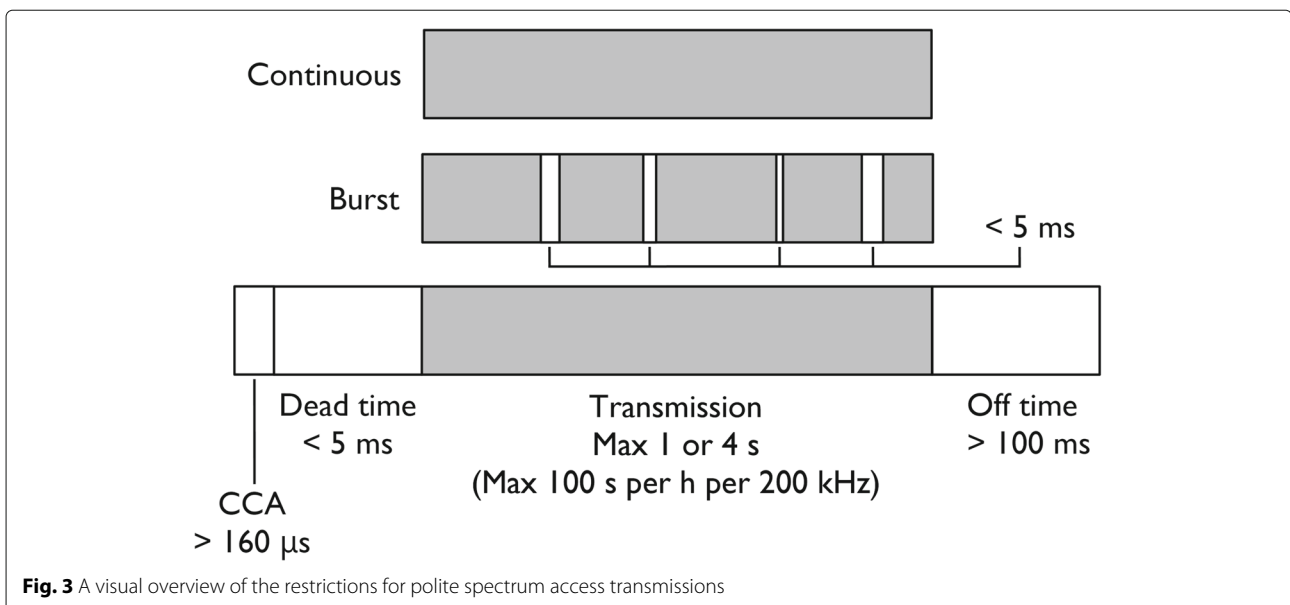 Continuous
Burst
< 5 ms
Dead time
< 5 ms
Transmission
Max 1 or 4 s
(Max 100 s per h per 200 kHz)
Off time
> 100 ms
CCA
> 160 µs
Fig. 3 A visual overview of the restrictions for polite spectrum access transmissions